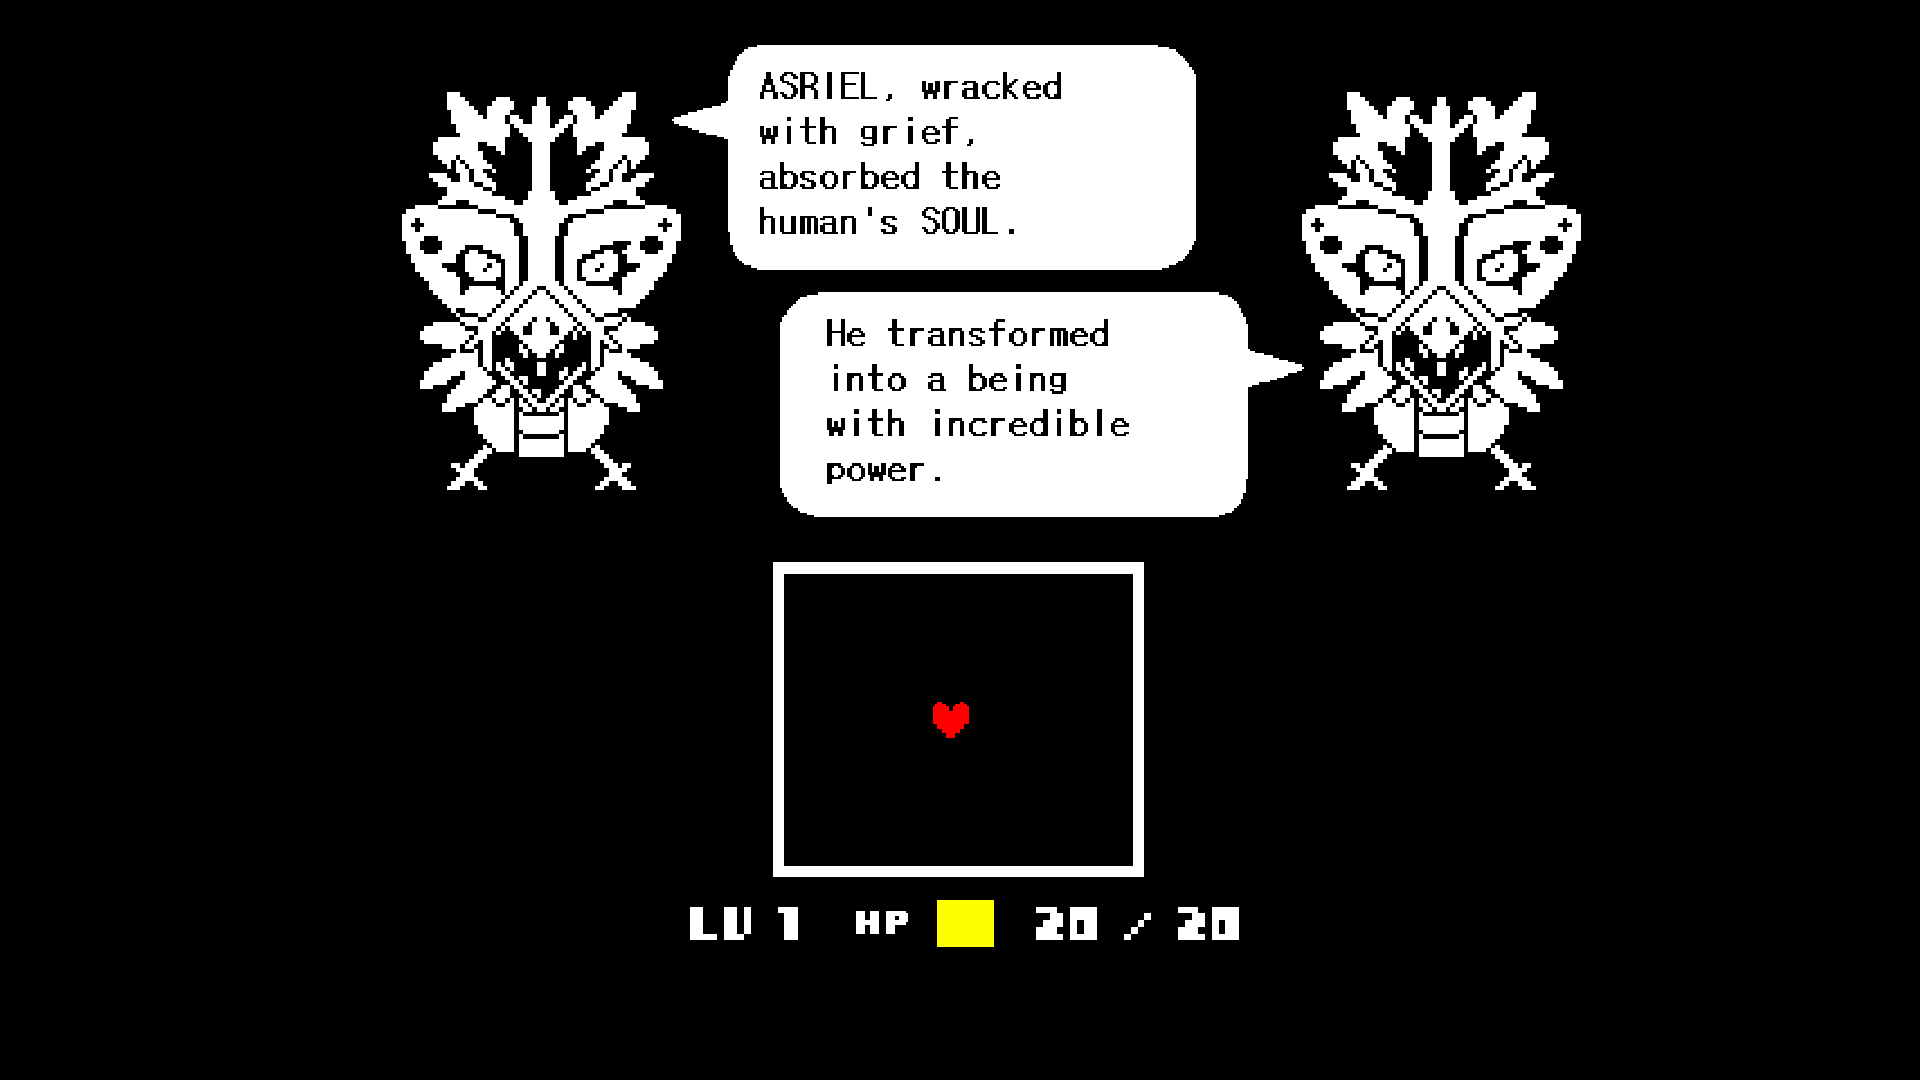 ASRIEL, wracked
with grief,
absorbed the
human's SOUL.
He transformed
into a being
with incredible
power.
LV 1 HP 20 / 20